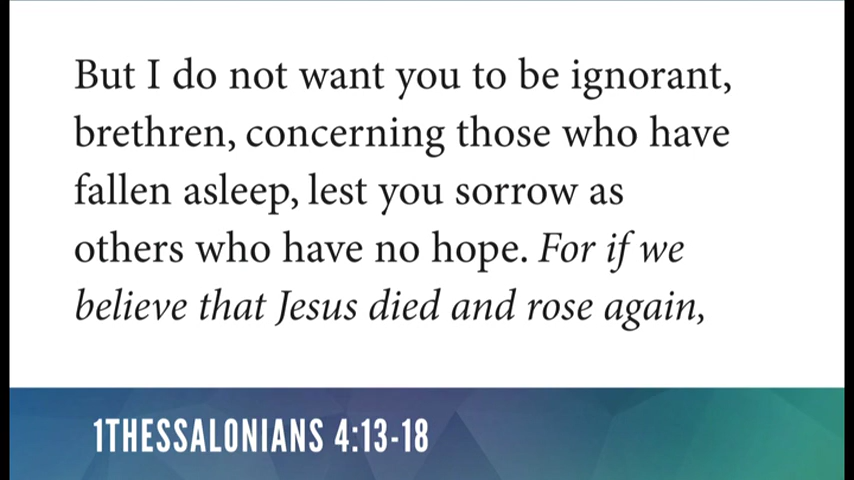 But I do not want you to be ignorant,
brethren, concerning those who have
fallen asleep, lest you sorrow as
others who have no hope. For if we
believe that Jesus died and rose again,
1THESSALONIANS 4:13-18